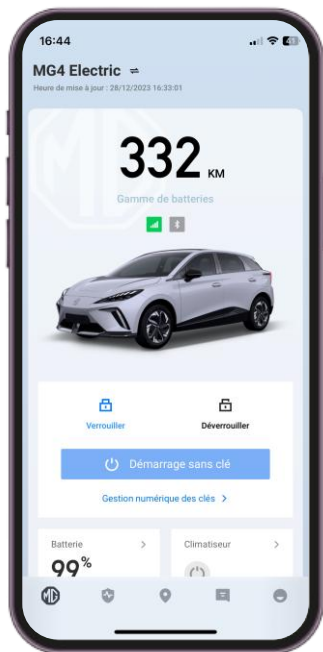 16:44
MG4 Electric
Heure de mise à jour : 28/12/2023 16:33:01
332 KM
Gamme de batteries
Verrouiller Déverrouiller
Démarrage sans clé
Gestion numérique des clés >
Batterie > Climatiseur >
99%
MG